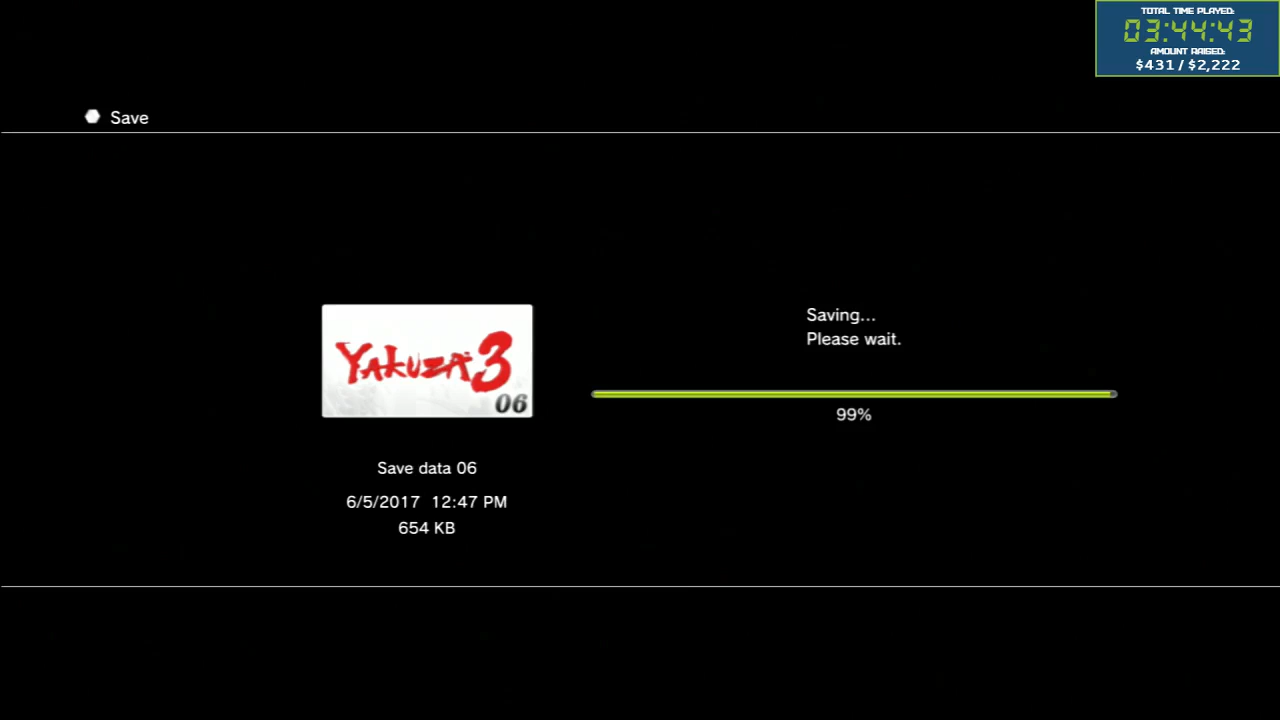 TOTAL TIME PLAYED:
03:44:43
AMOUNT RAISED:
$431 / $2,222
Save
Saving...
Please wait.
YAKUZA 3
06
99%
Save data 06
6/5/2017 12:47 PM
654 KB